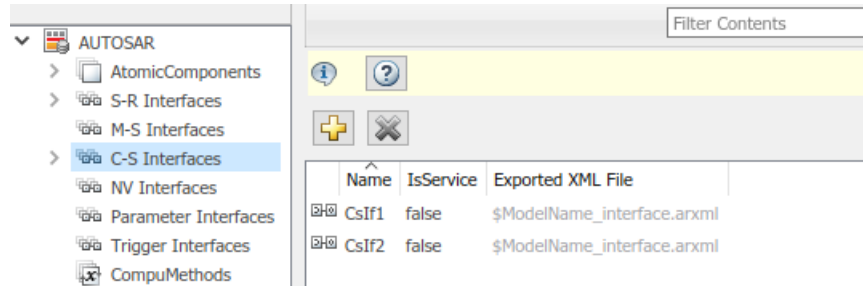 Filter Contents
AUTOSAR
AtomicComponents
S-R Interfaces
M-S Interfaces
C-S Interfaces
NV Interfaces
Parameter Interfaces
Trigger Interfaces
CompuMethods
Name IsService Exported XML File
CsIf1 false $ModelName_interface.arxml
CsIf2 false $ModelName_interface.arxml